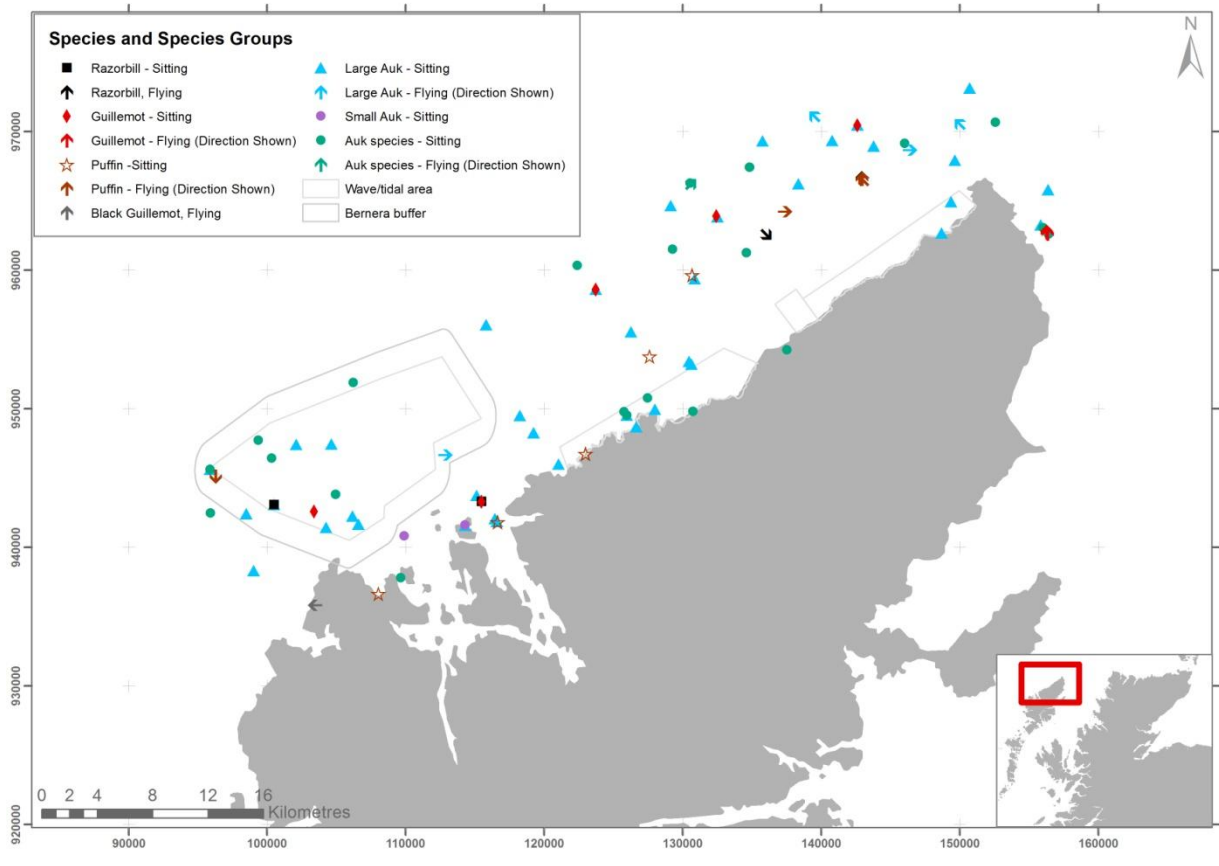 Species and Species Groups
Razorbill - Sitting
Razorbill, Flying
Guillemot - Sitting
Guillemot - Flying (Direction Shown)
Puffin -Sitting
Puffin - Flying (Direction Shown)
Black Guillemot, Flying
Large Auk - Sitting
Large Auk - Flying (Direction Shown)
Small Auk - Sitting
Auk species - Sitting
Auk species - Flying (Direction Shown)
Wave/tidal area
Bernera buffer
N
970000
960000
950000
940000
930000
920000
0 2 4 8 12 16
Kilometres
90000 100000 110000 120000 130000 140000 150000 160000